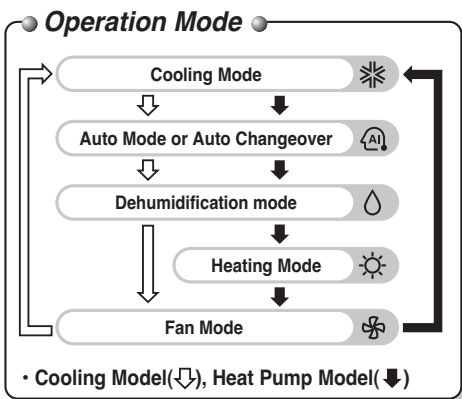 Operation Mode
Cooling Mode
Auto Mode or Auto Changeover
AI
Dehumidification mode
Heating Mode
Fan Mode
· Cooling Model(⇩), Heat Pump Model(⬇)